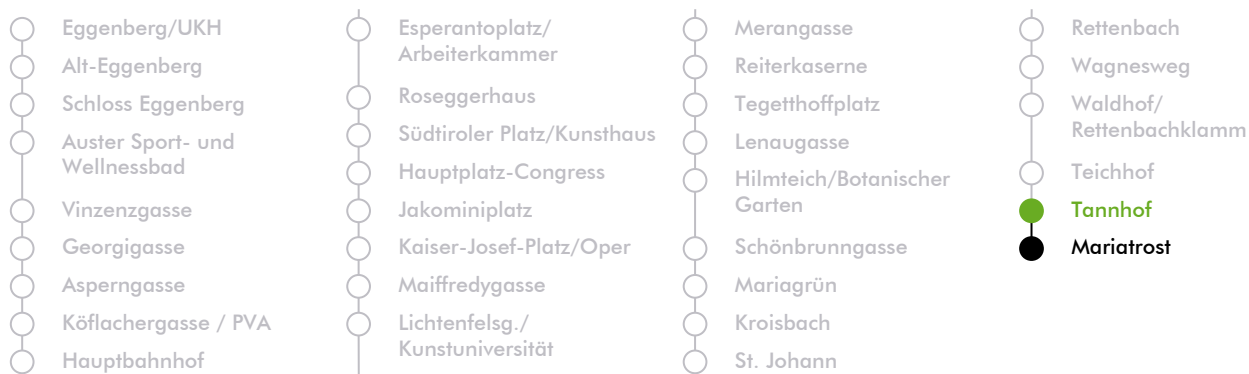 Eggenberg/UKH
Alt-Eggenberg
Schloss Eggenberg
Auster Sport- und
Wellnessbad
Vinzenzgasse
Georgigasse
Asperngasse
Köflachergasse / PVA
Hauptbahnhof
Esperantoplatz/
Arbeiterkammer
Roseggerhaus
Südtiroler Platz/Kunsthaus
Hauptplatz-Congress
Jakominiplatz
Kaiser-Josef-Platz/Oper
Maiffredygasse
Lichtenfelsg./
Kunstuniversität
Merangasse
Reiterkaserne
Tegetthoffplatz
Lenaugasse
Hilmteich/Botanischer
Garten
Schönbrunngasse
Mariagrün
Kroisbach
St. Johann
Rettenbach
Wagnesweg
Waldhof/
Rettenbachklamm
Teichhof
Tannhof
Mariatrost